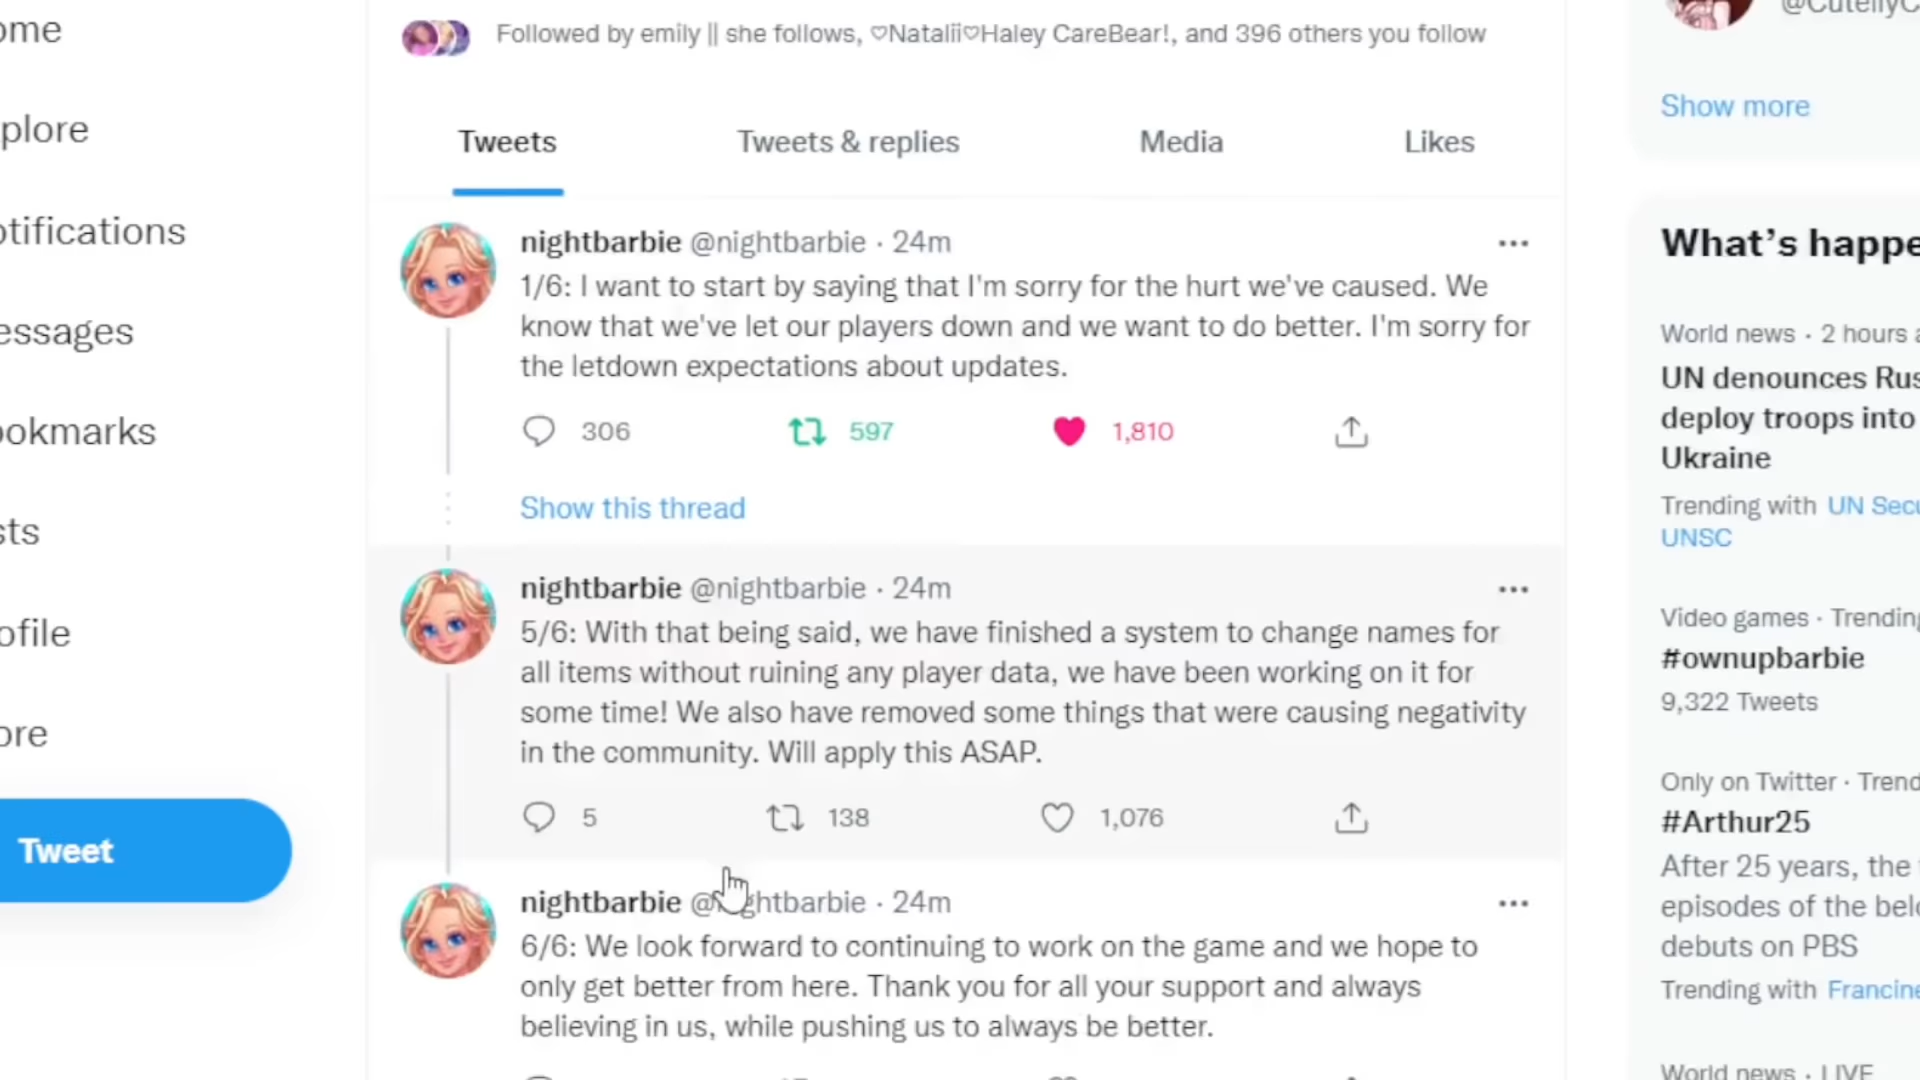 ome
plore
otifications
essages
ookmarks
sts
ofile
ore
Tweet
Followed by emily || she follows, ♡Natalii♡Haley CareBear!, and 396 others you follow
Tweets
Tweets & replies
Media
Likes
nightbarbie @nightbarbie · 24m
1/6: I want to start by saying that I'm sorry for the hurt we've caused. We
know that we've let our players down and we want to do better. I'm sorry for
the letdown expectations about updates.
306
597
1,810
Show this thread
nightbarbie @nightbarbie · 24m
5/6: With that being said, we have finished a system to change names for
all items without ruining any player data, we have been working on it for
some time! We also have removed some things that were causing negativity
in the community. Will apply this ASAP.
5
138
1,076
nightbarbie @nightbarbie · 24m
6/6: We look forward to continuing to work on the game and we hope to
only get better from here. Thank you for all your support and always
believing in us, while pushing us to always be better.
Show more
What's happe
World news · 2 hours a
UN denounces Rus
deploy troops into
Ukraine
Trending with UN Secu
UNSC
Video games · Trending
#ownupbarbie
9,322 Tweets
Only on Twitter · Trend
#Arthur25
After 25 years, the
episodes of the belo
debuts on PBS
Trending with Francine
World news · LIVE